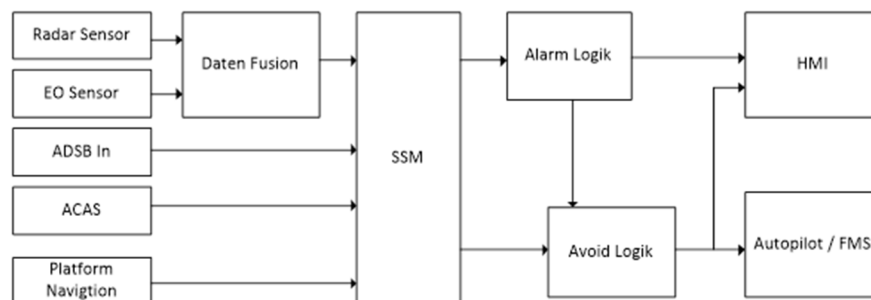 Radar Sensor
EO Sensor
ADSB In
ACAS
Platform
Navigtion
Daten Fusion
SSM
Alarm Logik
Avoid Logik
HMI
Autopilot / FMS